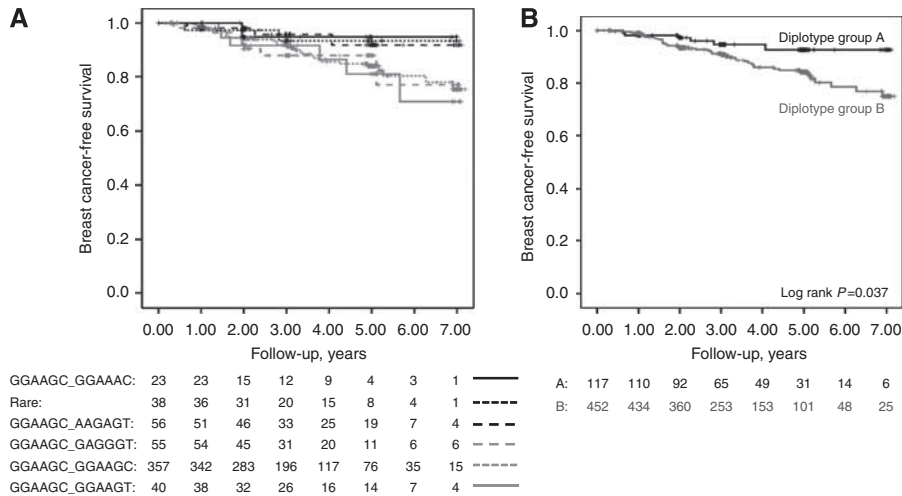 A
Breast cancer-free survival
1.0
0.8
0.6
0.4
0.2
0.0
0.00 1.00 2.00 3.00 4.00 5.00 6.00 7.00
Follow-up, years
GGAAGC_GGAAAC: 23 23 15 12 9 4 3 1
Rare: 38 36 31 20 15 8 4 1
GGAAGC_AAGAGT: 56 51 46 33 25 19 7 4
GGAAGC_GAGGGT: 55 54 45 31 20 11 6 6
GGAAGC_GGAAGC: 357 342 283 196 117 76 35 15
GGAAGC_GGAAGT: 40 38 32 26 16 14 7 4
B
Breast cancer-free survival
1.0
0.8
0.6
0.4
0.2
0.0
Diplotype group A
Diplotype group B
Log rank P=0.037
0.00 1.00 2.00 3.00 4.00 5.00 6.00 7.00
Follow-up, years
A: 117 110 92 65 49 31 14 6
B: 452 434 360 253 153 101 48 25